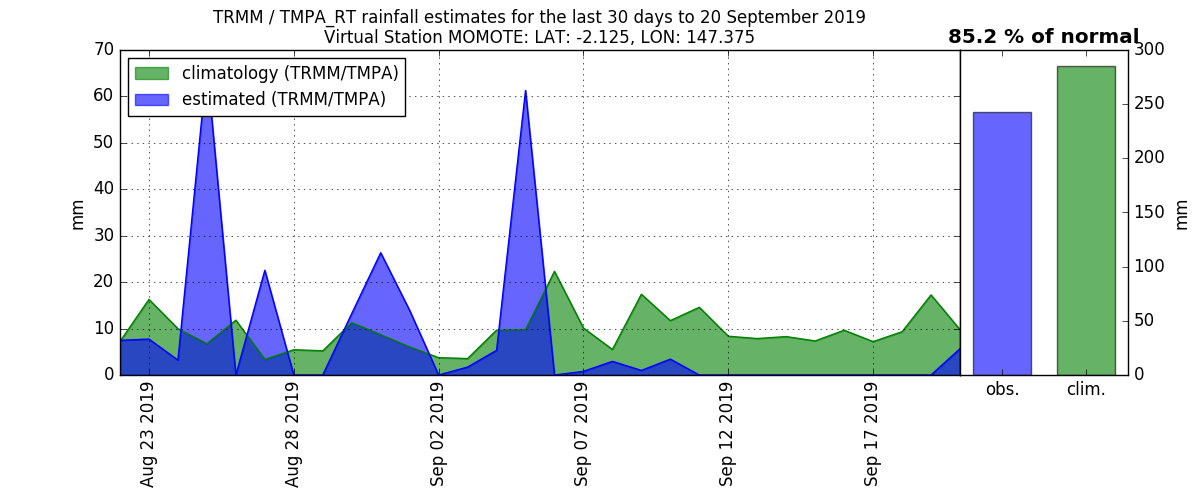 TRMM / TMPA_RT rainfall estimates for the last 30 days to 20 September 2019
Virtual Station MOMOTE: LAT: -2.125, LON: 147.375
85.2 % of normal
climatology (TRMM/TMPA)
estimated (TRMM/TMPA)
70
60
50
40
30
20
10
0
mm
Aug 23 2019
Aug 28 2019
Sep 02 2019
Sep 07 2019
Sep 12 2019
Sep 17 2019
obs.
clim.
300
250
200
150
100
50
0
mm